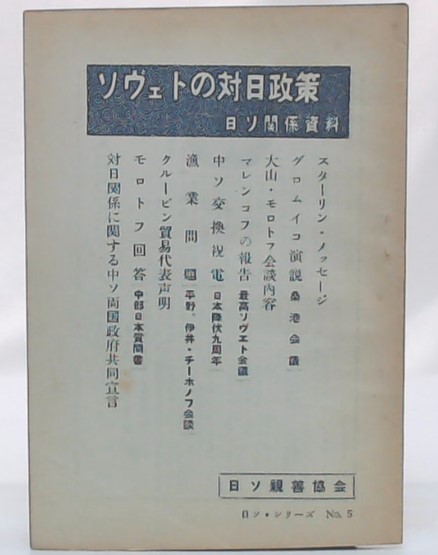 ソヴェトの対日政策
日ソ関係資料
スターリン・メッセージ
グロムイコ演説 桑港会議
大山・モロトフ会談内容
マレンコフの報告 最高ソヴエト会議
中ソ交換祝電 日本降伏九周年
漁業問題 平野、伊井・チーホノフ会談
クルーピン貿易代表声明
モロトフ回答 中部日本質問書
対日関係に関する中ソ両国政府共同宣言
日ソ親善協会
日ソ・シリーズ No. 5